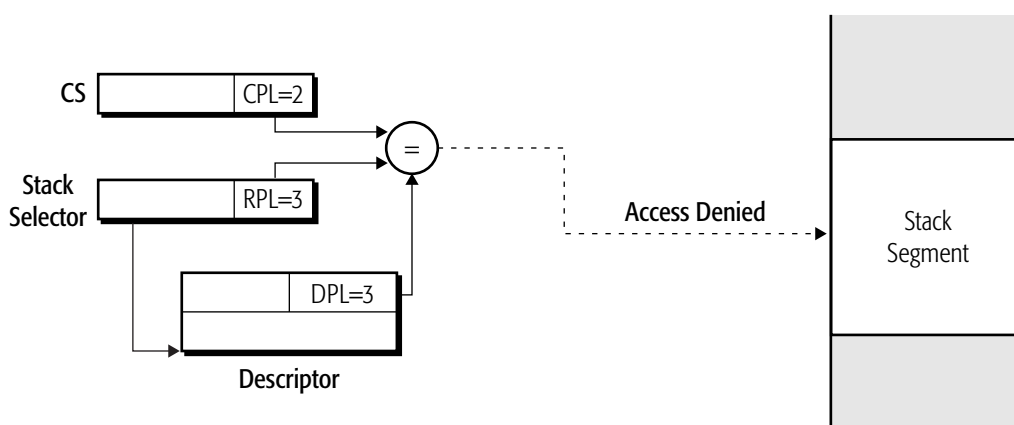 CS
CPL=2
=
Stack
Selector
RPL=3
Access Denied
Stack
Segment
DPL=3
Descriptor